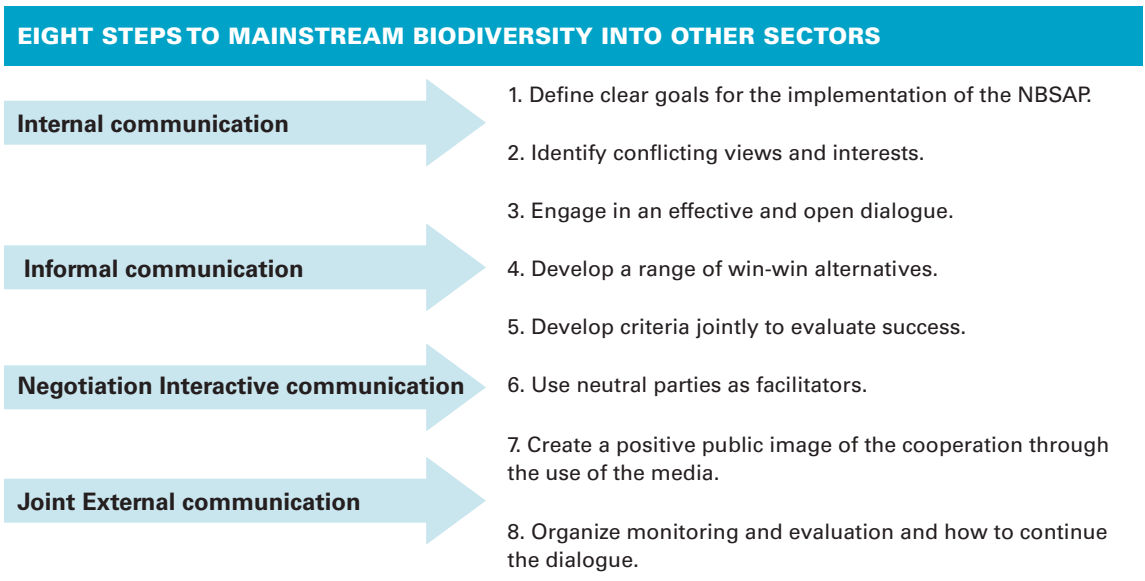 EIGHT STEPS TO MAINSTREAM BIODIVERSITY INTO OTHER SECTORS
Internal communication
1. Define clear goals for the implementation of the NBSAP.
2. Identify conflicting views and interests.
3. Engage in an effective and open dialogue.
Informal communication
4. Develop a range of win-win alternatives.
5. Develop criteria jointly to evaluate success.
Negotiation Interactive communication
6. Use neutral parties as facilitators.
7. Create a positive public image of the cooperation through
the use of the media.
Joint External communication
8. Organize monitoring and evaluation and how to continue
the dialogue.